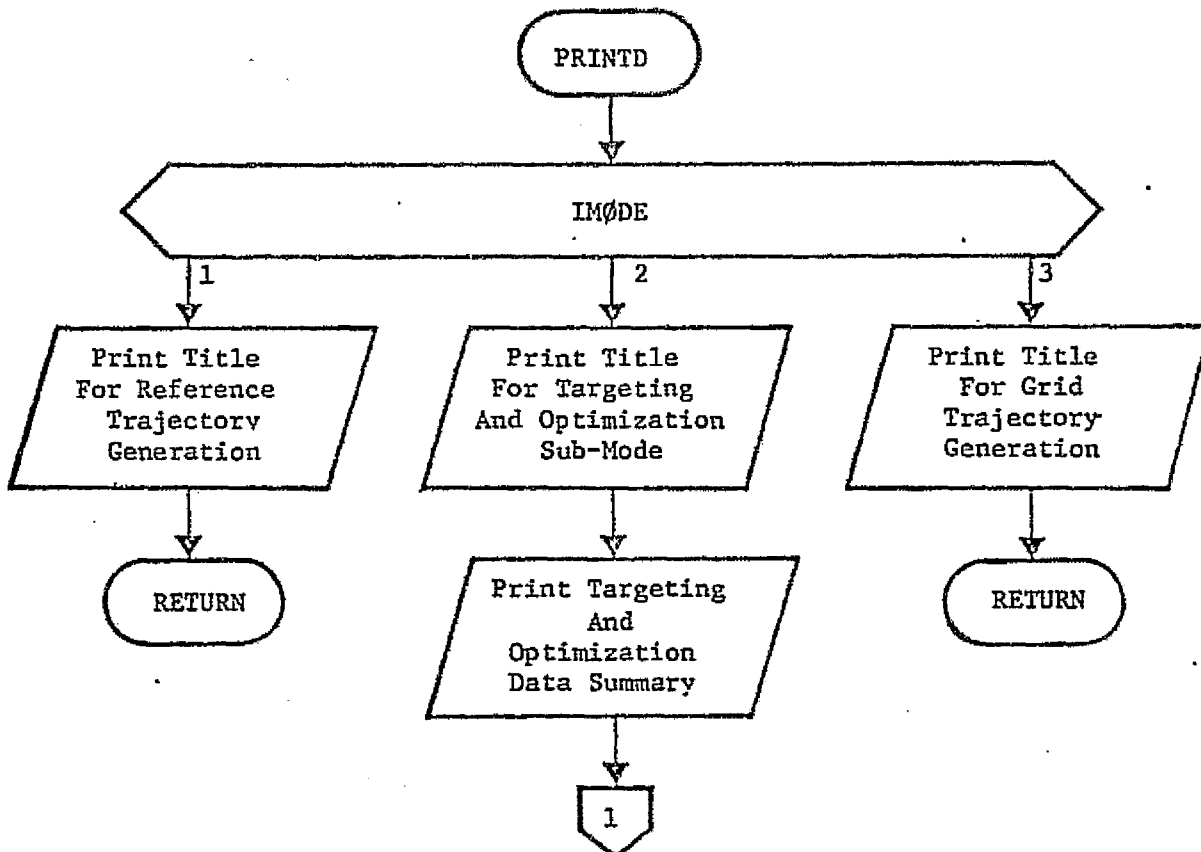 PRINTD
IMØDE
1
2
3
Print Title
For Reference
Trajectory
Generation
Print Title
For Targeting
And Optimization
Sub-Mode
Print Title
For Grid
Trajectory
Generation
RETURN
Print Targeting
And
Optimization
Data Summary
RETURN
1